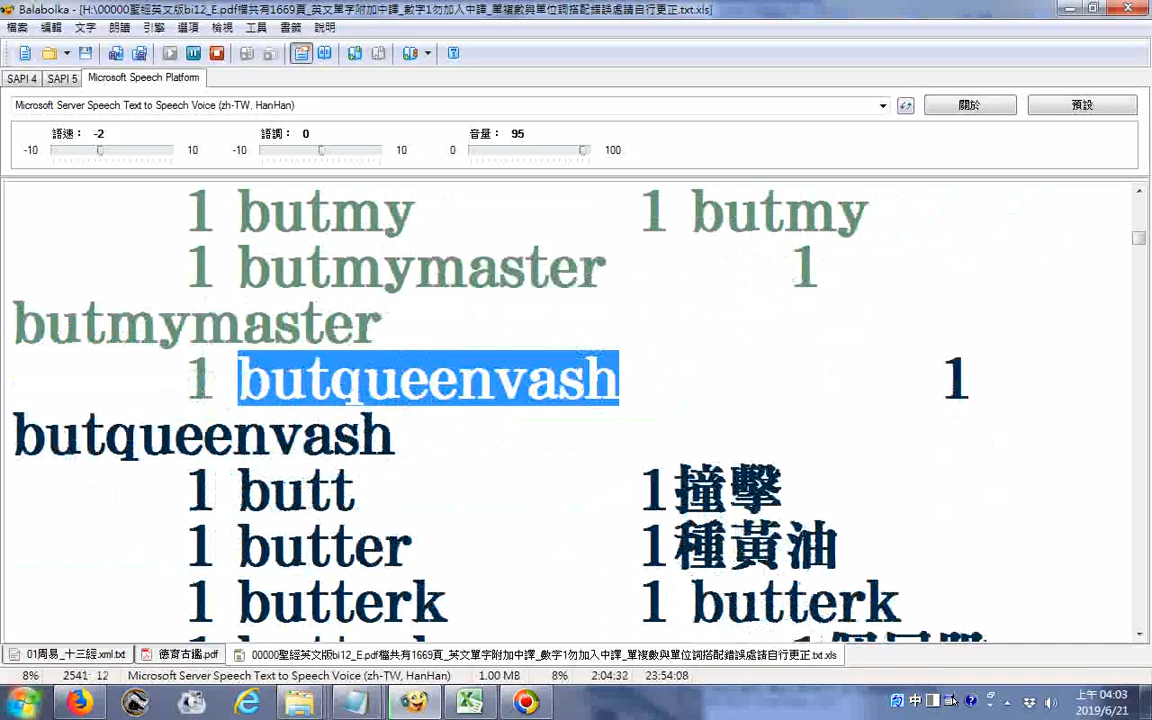 Balabolka - [H:\00000聖經英文版bi12_E.pdf檔共有1669頁_英文單字附加中譯_數字1勿加入中譯_單複數與單位詞搭配錯誤處請自行更正.txt.xls]
檔案 編輯 文字 朗讀 引擎 選項 檢視 工具 書籤 說明
SAPI 4 SAPI 5 Microsoft Speech Platform
Microsoft Server Speech Text to Speech Voice (zh-TW, HanHan) 關於 預設
語速： -2 語調： 0 音量： 95
-10 10 -10 10 0 100
1 butmy 1 butmy
1 butmymaster 1
butmymaster
1 butqueenvash 1
butqueenvash
1 butt 1撞擊
1 butter 1種黃油
1 butterk 1 butterk
01周易_十三經.xml.txt 德育古鑑.pdf 00000聖經英文版bi12_E.pdf檔共有1669頁_英文單字附加中譯_數字1勿加入中譯_單複數與單位詞搭配錯誤處請自行更正.txt.xls
8% 2541: 12 Microsoft Server Speech Text to Speech Voice (zh-TW, HanHan) 1.00 MB 8% 2:04:32 23:54:08
中 上午 04:03
2019/6/21